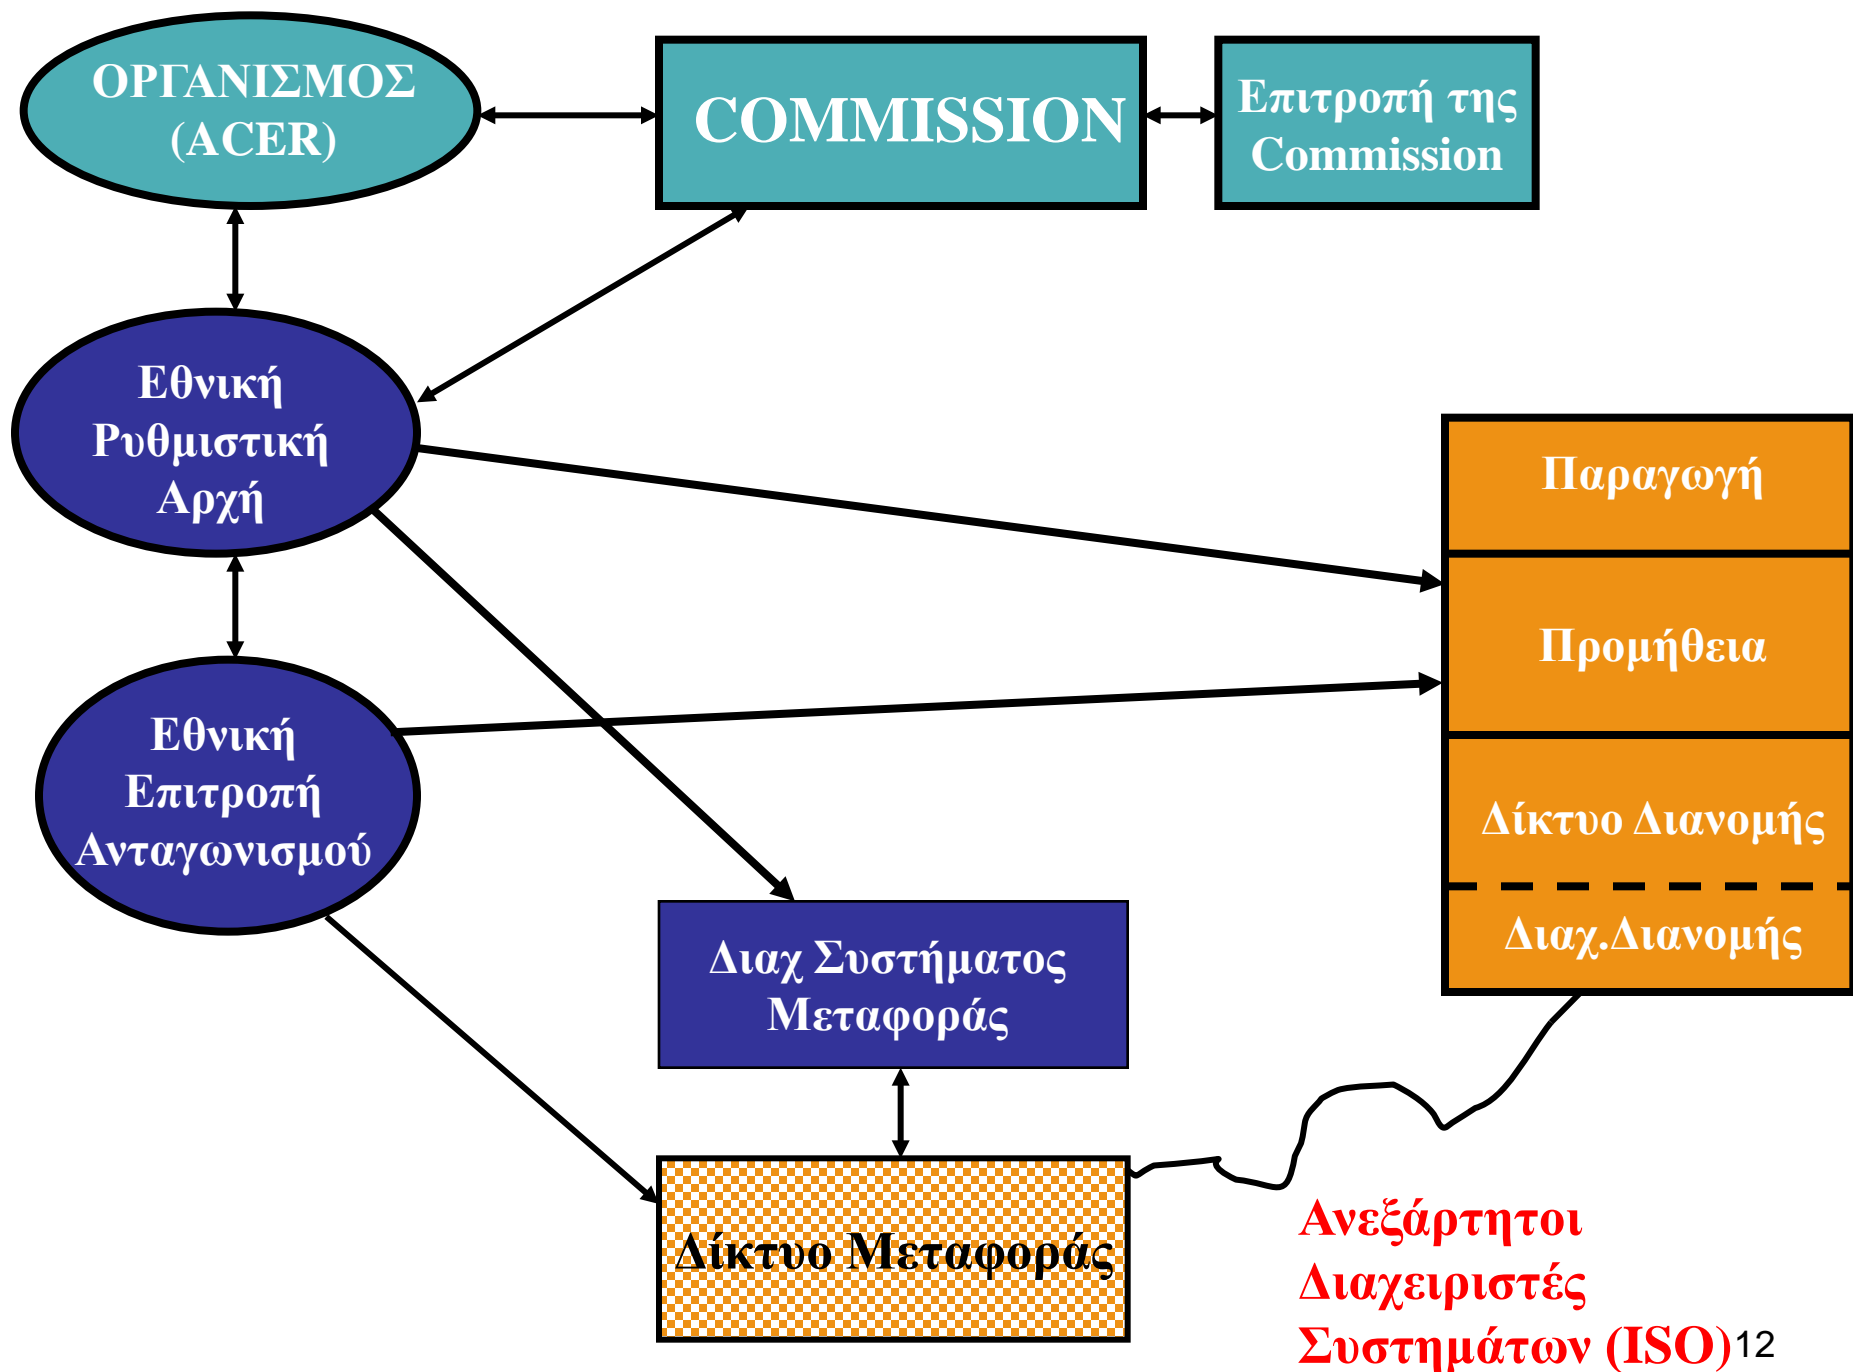 ΟΡΓΑΝΙΣΜΟΣ
(ACER)
COMMISSION
Επιτροπή της
Commission
Εθνική
Ρυθμιστική
Αρχή
Παραγωγή
Προμήθεια
Εθνική
Επιτροπή
Ανταγωνισμού
Δίκτυο Διανομής
Διαχ.Διανομής
Διαχ Συστήματος
Μεταφοράς
Δίκτυο Μεταφοράς
Ανεξάρτητοι
Διαχειριστές
Συστημάτων (ISO)
12